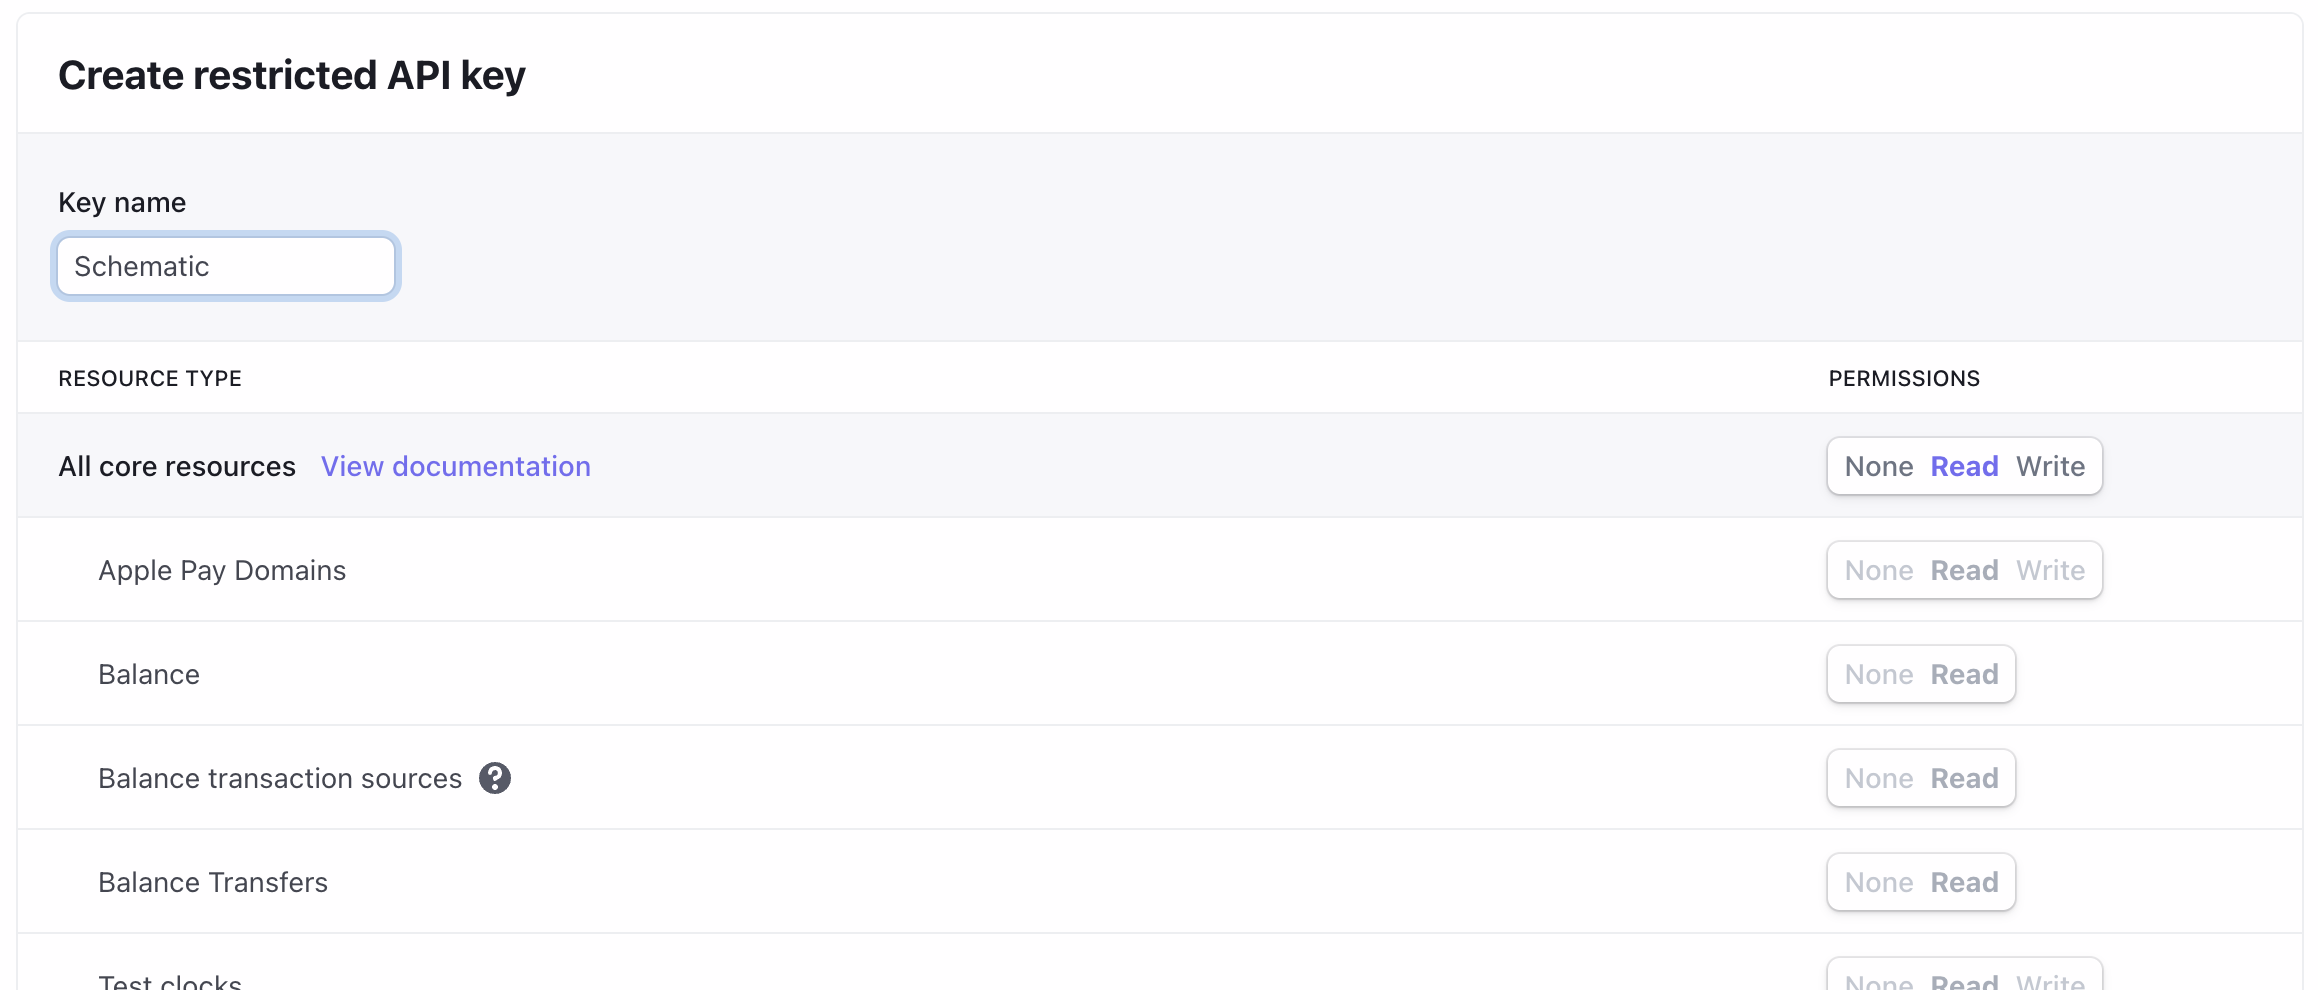 Create restricted API key
Key name
Schematic
RESOURCE TYPE PERMISSIONS
All core resources View documentation None Read Write
Apple Pay Domains None Read Write
Balance None Read
Balance transaction sources ? None Read
Balance Transfers None Read
Test clocks None Read Write